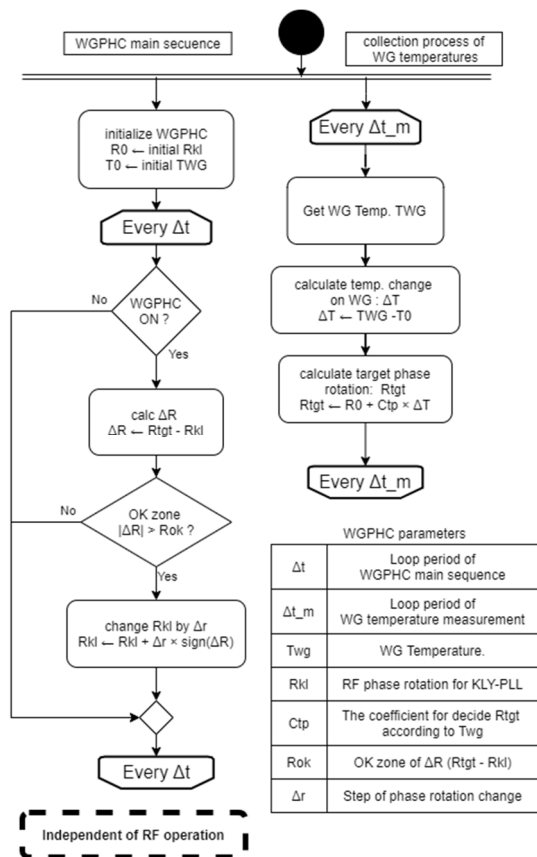 WGPHC main secuence
collection process of
WG temperatures
initialize WGPHC
R0 ← initial Rkl
T0 ← initial TWG
Every Δt
WGPHC
ON ?
No
Yes
calc ΔR
ΔR ← Rtgt - Rkl
OK zone
|ΔR| > Rok ?
No
Yes
change Rkl by Δr
Rkl ← Rkl + Δr × sign(ΔR)
Every Δt
Independent of RF operation
Every Δt_m
Get WG Temp. TWG
calculate temp. change
on WG : ΔT
ΔT ← TWG -T0
calculate target phase
rotation: Rtgt
Rtgt ← R0 + Ctp × ΔT
Every Δt_m
WGPHC parameters
Δt
Loop period of
WGPHC main sequence
Δt_m
Loop period of
WG temperature measurement
Twg
WG Temperature.
Rkl
RF phase rotation for KLY-PLL
Ctp
The coefficient for decide Rtgt
according to Twg
Rok
OK zone of ΔR (Rtgt - Rkl)
Δr
Step of phase rotation change